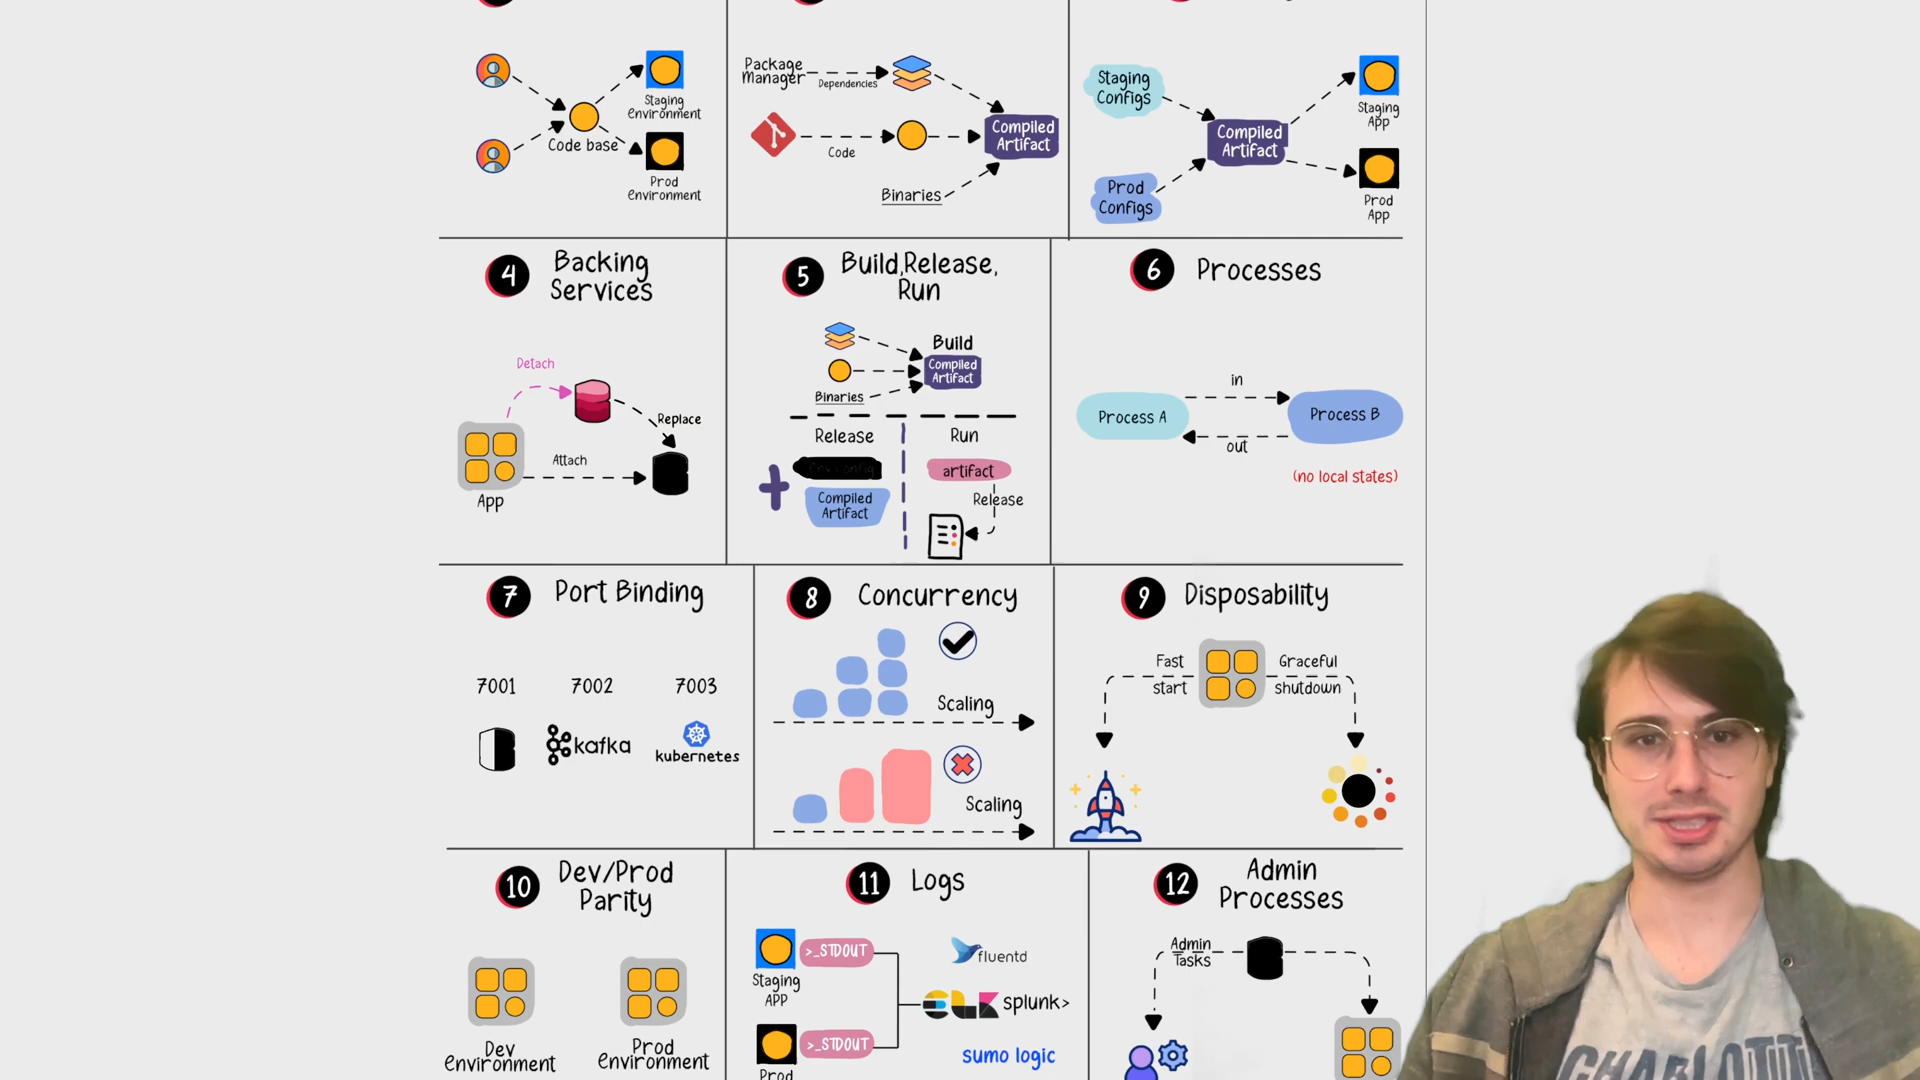 Package
Manager
Dependencies
Code
Binaries
Compiled
Artifact
Code base
Staging
Environment
Prod
Environment
Staging
Configs
Prod
Configs
Compiled
Artifact
Staging
App
Prod
App
4
Backing
Services
Detach
Replace
Attach
App
5
Build,Release,
Run
Build
Compiled
Artifact
Binaries
Release
Compiled
Artifact
Run
artifact
Release
6
Processes
in
Process A
Process B
out
(no local states)
7
Port Binding
7001
7002
7003
kafka
kubernetes
8
Concurrency
Scaling
Scaling
9
Disposability
Fast
start
Graceful
shutdown
10
Dev/Prod
Parity
Dev
Environment
Prod
Environment
11
Logs
>_STDOUT
Staging
APP
>_STDOUT
Prod
fluentd
splunk>
sumo logic
12
Admin
Processes
Admin
Tasks